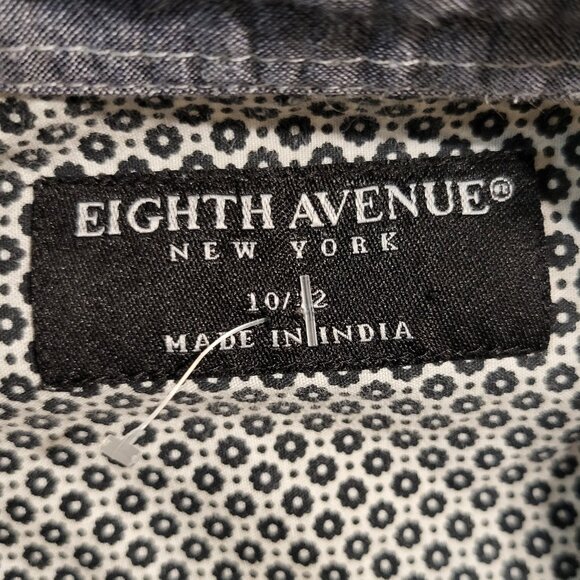 EIGHTH AVENUE®
NEW YORK
10/12
MADE IN INDIA